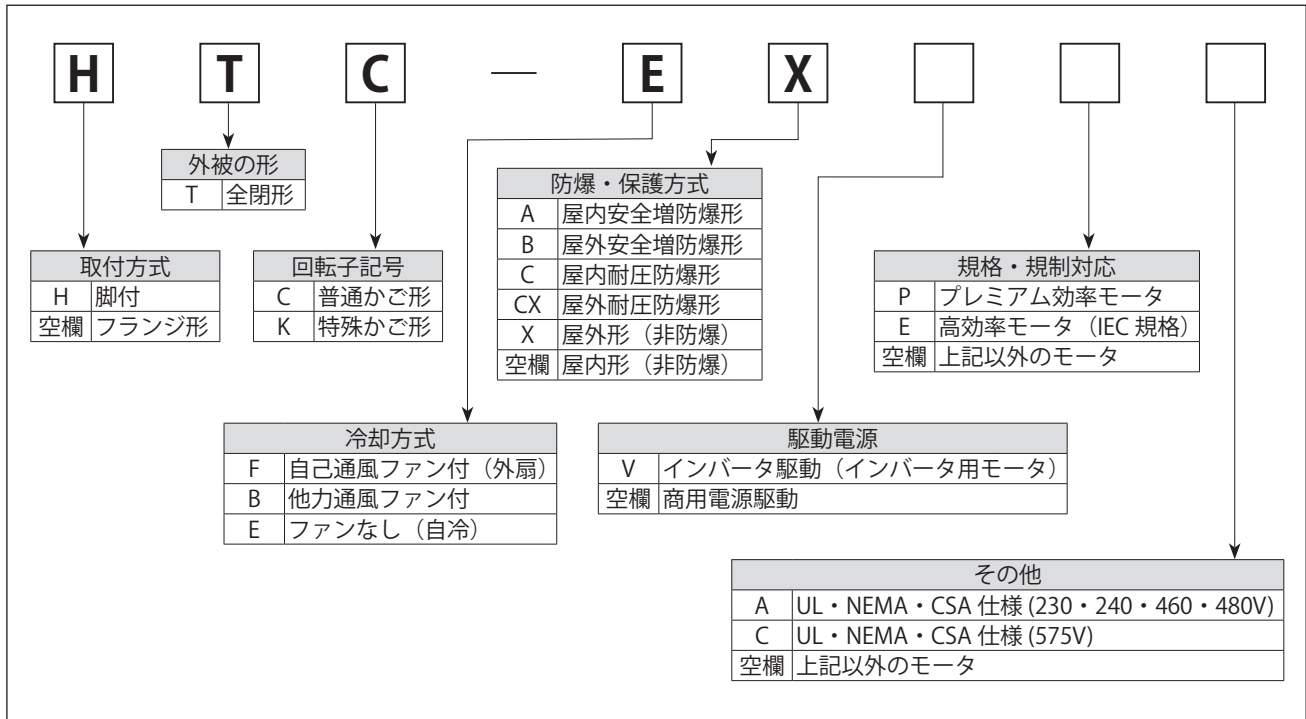 H T C — E X
外被の形
T 全閉形
防爆・保護方式
A 屋内安全増防爆形
B 屋外安全増防爆形
C 屋内耐圧防爆形
CX 屋外耐圧防爆形
X 屋外形（非防爆）
空欄 屋内形（非防爆）
取付方式
H 脚付
空欄 フランジ形
回転子記号
C 普通かご形
K 特殊かご形
規格・規制対応
P プレミアム効率モータ
E 高効率モータ（IEC 規格）
空欄 上記以外のモータ
冷却方式
F 自己通風ファン付（外扇）
B 他力通風ファン付
E ファンなし（自冷）
駆動電源
V インバータ駆動（インバータ用モータ）
空欄 商用電源駆動
その他
A UL・NEMA・CSA 仕様 (230・240・460・480V)
C UL・NEMA・CSA 仕様 (575V)
空欄 上記以外のモータ